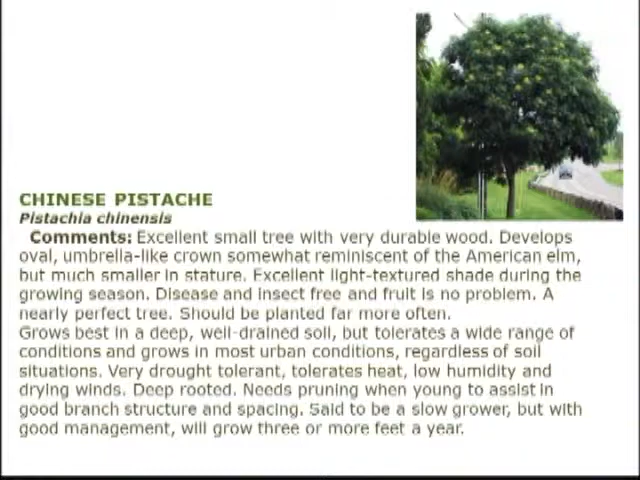 CHINESE PISTACHE
Pistachia chinensis
Comments: Excellent small tree with very durable wood. Develops
oval, umbrella-like crown somewhat reminiscent of the American elm,
but much smaller in stature. Excellent light-textured shade during the
growing season. Disease and insect free and fruit is no problem. A
nearly perfect tree. Should be planted far more often.
Grows best in a deep, well-drained soil, but tolerates a wide range of
conditions and grows in most urban conditions, regardless of soil
situations. Very drought tolerant, tolerates heat, low humidity and
drying winds. Deep rooted. Needs pruning when young to assist in
good branch structure and spacing. Said to be a slow grower, but with
good management, will grow three or more feet a year.